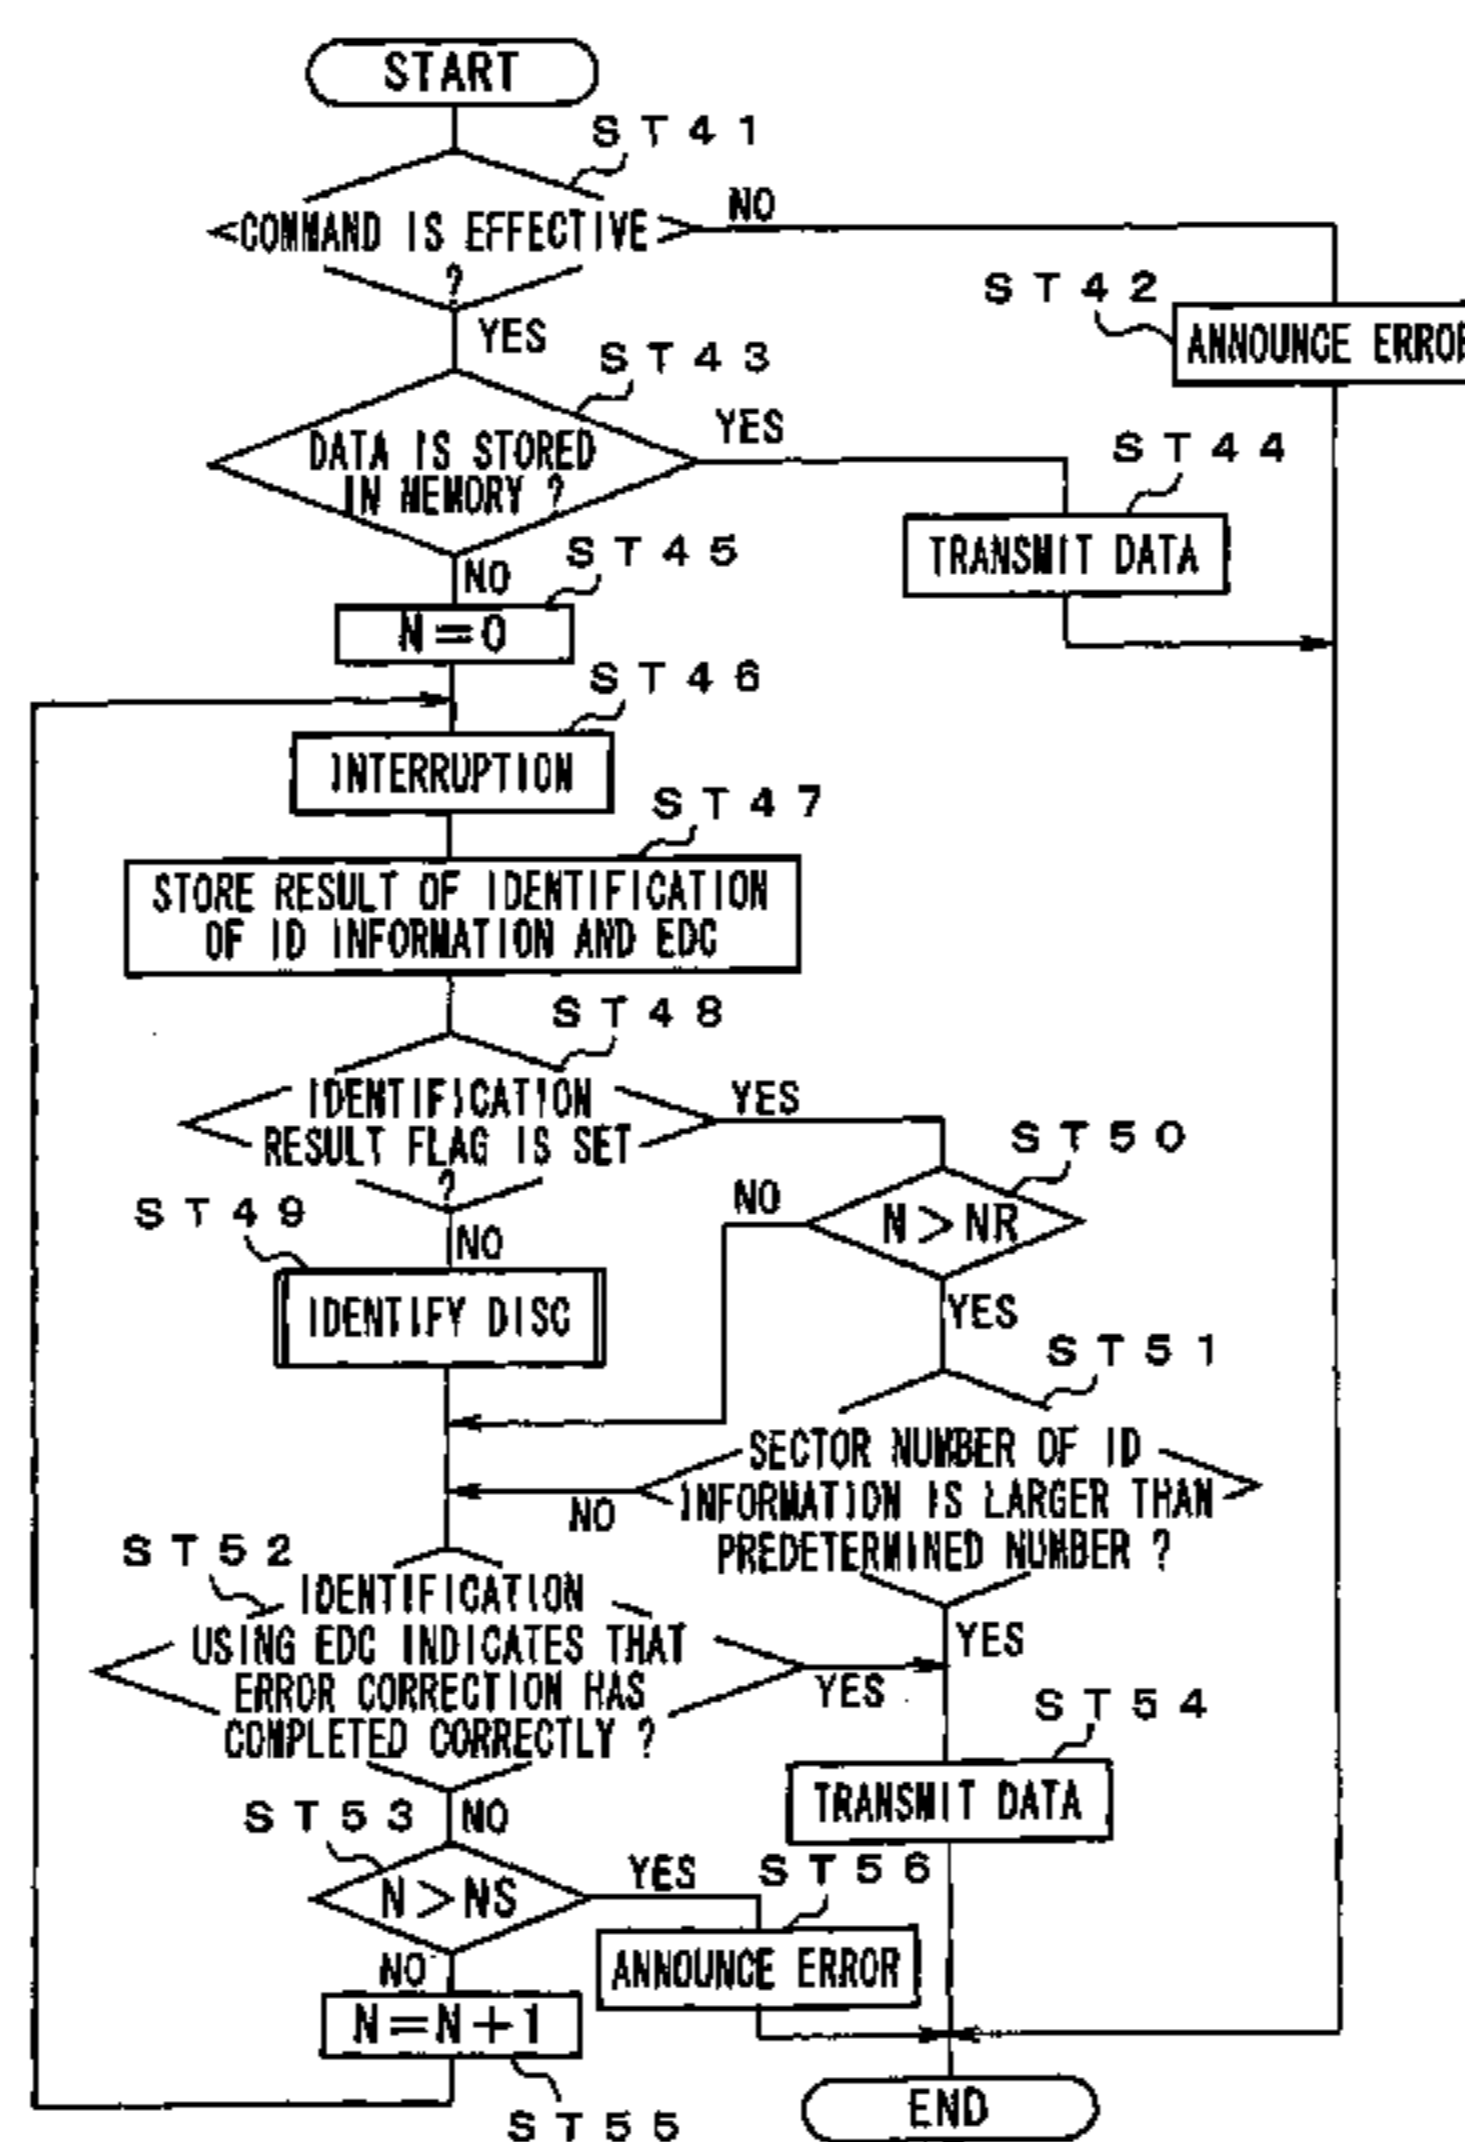 START
ST41
COMMAND IS EFFECTIVE
?
NO
YES
ST42
ANNOUNCE ERROR
ST43
DATA IS STORED
IN MEMORY ?
YES
NO
ST44
TRANSMIT DATA
ST45
N=0
ST46
INTERRUPTION
ST47
STORE RESULT OF IDENTIFICATION
OF ID INFORMATION AND EDC
ST48
IDENTIFICATION
RESULT FLAG IS SET
?
YES
NO
ST49
IDENTIFY DISC
ST50
N>NR
NO
YES
ST51
SECTOR NUMBER OF ID
INFORMATION IS LARGER THAN
PREDETERMINED NUMBER ?
NO
YES
ST52
IDENTIFICATION
USING EDC INDICATES THAT
ERROR CORRECTION HAS
COMPLETED CORRECTLY ?
YES
NO
ST54
TRANSMIT DATA
ST53
N>NS
YES
NO
ST56
ANNOUNCE ERROR
N=N+1
ST55
END